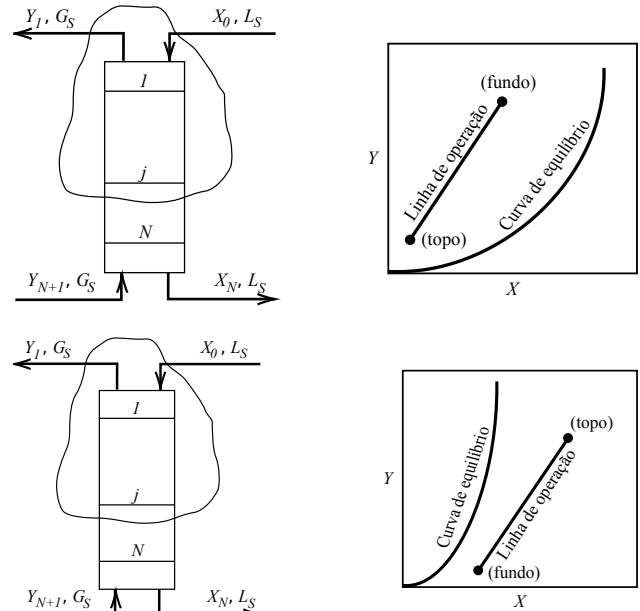 Y1, GS
X0, LS
1
j
N
YN+1, GS
XN, LS
Y
(fundo)
Linha de operação
(topo)
Curva de equilíbrio
X
Y1, GS
X0, LS
1
j
N
YN+1, GS
XN, LS
Y
Curva de equilíbrio
(topo)
Linha de operação
(fundo)
X